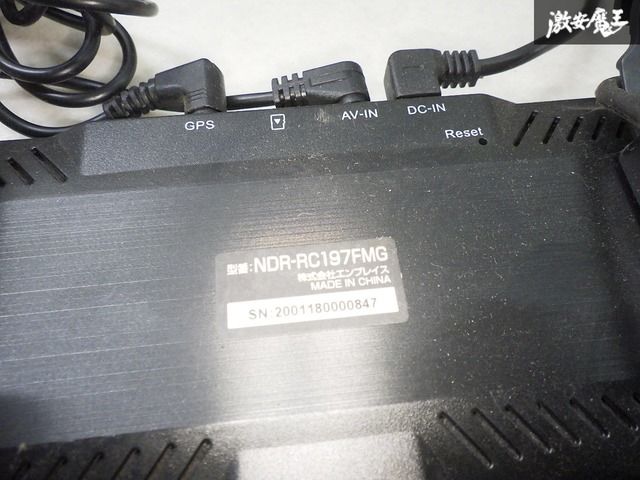 激安魔王
GPS
AV-IN
DC-IN
Reset
型番:NDR-RC197FMG
株式会社エンプレイス
MADE IN CHINA
SN 2001180000847